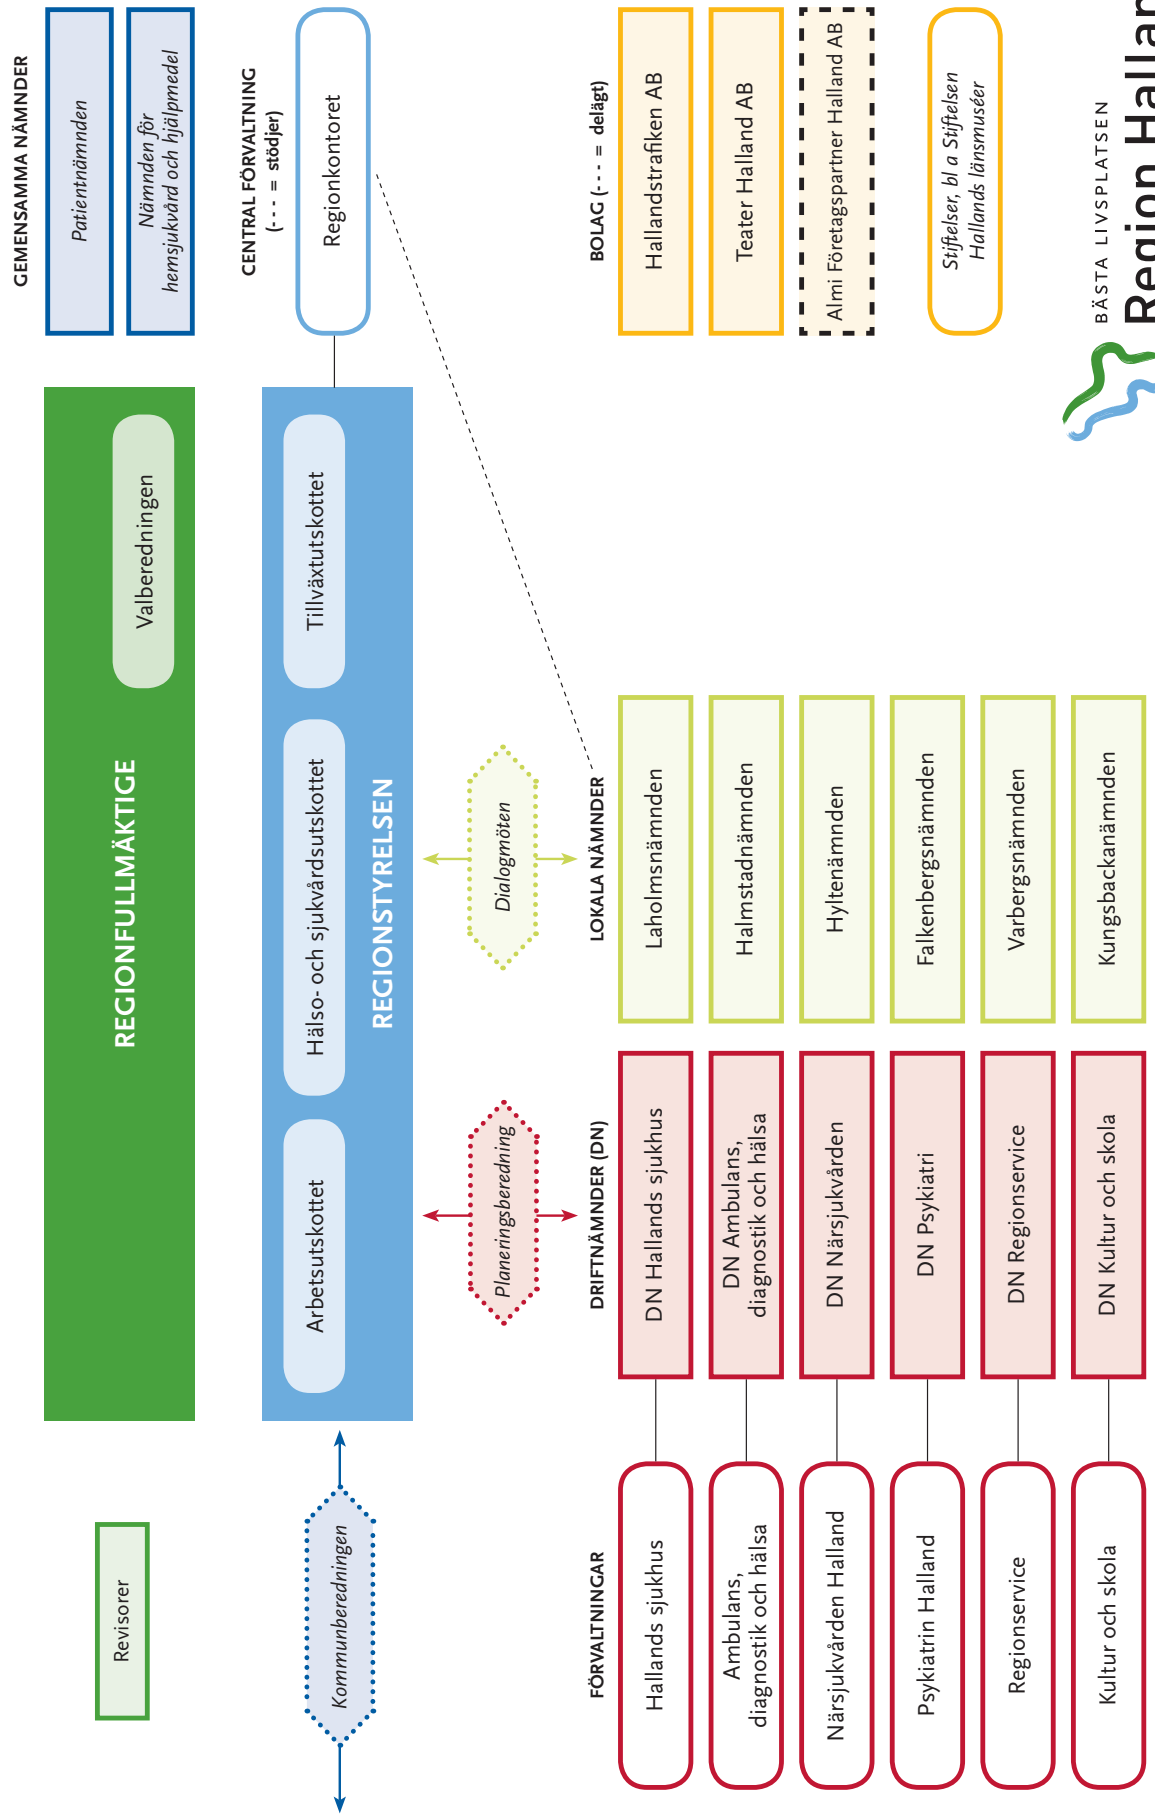 REGIONFULLMÄKTIGE
Valberedningen
Revisorer
GEMENSAMMA NÄMNDER
Patientnämnden
Nämnden för
hemsjukvård och hjälpmedel
Kommunberedningen
Arbetsutskottet
Hälso- och sjukvårdsutskottet
Tillväxtutskottet
REGIONSTYRELSEN
CENTRAL FÖRVALTNING
(- - - = stödjer)
Regionkontoret
Planeringsberedning
Dialogmöten
FÖRVALTNINGAR
Hallands sjukhus
Ambulans,
diagnostik och hälsa
Närsjukvården Halland
Psykiatrin Halland
Regionservice
Kultur och skola
DRIFTNÄMNDER (DN)
DN Hallands sjukhus
DN Ambulans,
diagnostik och hälsa
DN Närsjukvården
DN Psykiatri
DN Regionservice
DN Kultur och skola
LOKALA NÄMNDER
Laholmsnämnden
Halmstadnämnden
Hyltenämnden
Falkenbergsnämnden
Varbergsnämnden
Kungsbackanämnden
BOLAG (- - - = delägt)
Hallandstrafiken AB
Teater Halland AB
Almi Företagspartner Halland AB
Stiftelser, bl a Stiftelsen
Hallands länsmuséer
BÄSTA LIVSPLATSEN
Region